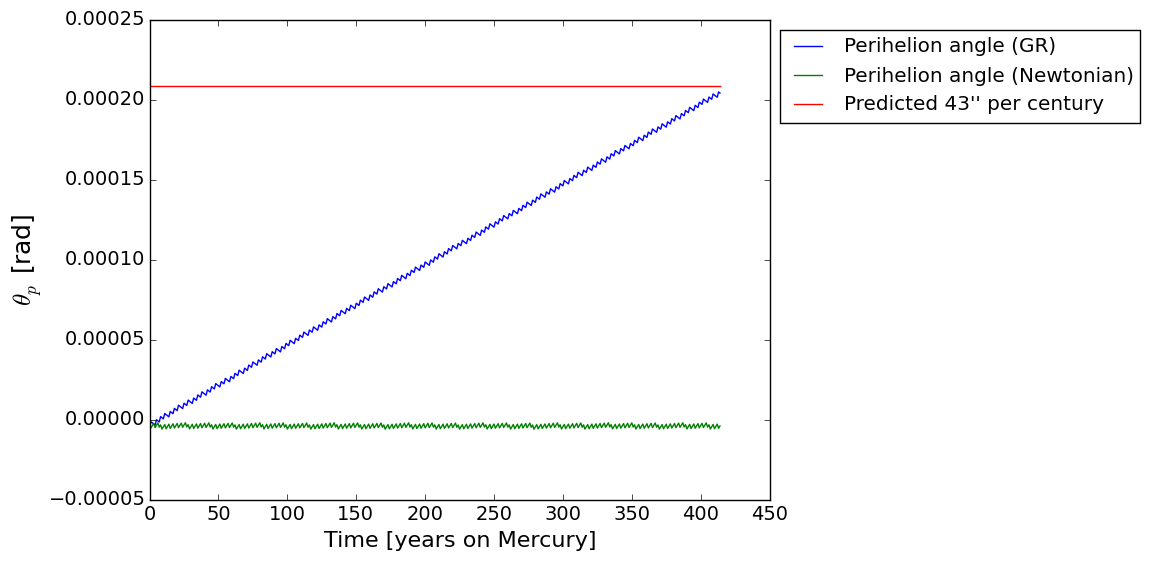 0.00025
0.00020
0.00015
0.00010
0.00005
0.00000
−0.00005
θp [rad]
0 50 100 150 200 250 300 350 400 450
Time [years on Mercury]
Perihelion angle (GR)
Perihelion angle (Newtonian)
Predicted 43'' per century